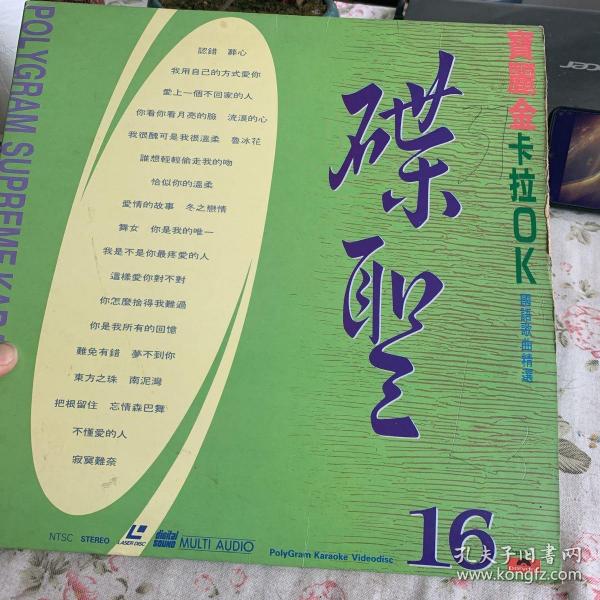 POLYGRAM SUPREME KARA
認錯 醉心
我用自己的方式愛你
愛上一個不回家的人
你看你看月亮的臉 流浪的心
我很醜可是我很溫柔 魯冰花
誰想輕輕偷走我的吻
恰似你的溫柔
愛情的故事 冬之戀情
舞女 你是我的唯一
我是不是你最疼愛的人
這樣愛你對不對
你怎麼捨得我難過
你是我所有的回憶
難免有錯 夢不到你
東方之珠 南泥灣
把根留住 忘情森巴舞
不懂愛的人
寂寞難奈
碟聖
寶麗金卡拉OK
國語歌曲精選
16
NTSC STEREO LASER DISC digital SOUND MULTI AUDIO
PolyGram Karaoke Videodisc
acer
孔夫子旧书网
www.kongfz.com